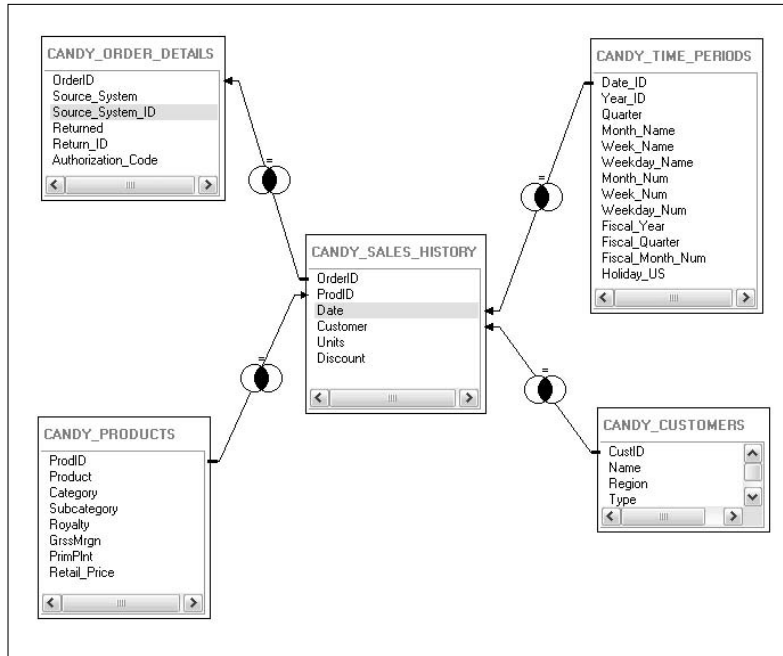 CANDY_ORDER_DETAILS
OrderID
Source_System
Source_System_ID
Returned
Return_ID
Authorization_Code
=
CANDY_TIME_PERIODS
Date_ID
Year_ID
Quarter
Month_Name
Week_Name
Weekday_Name
Month_Num
Week_Num
Weekday_Num
Fiscal_Year
Fiscal_Quarter
Fiscal_Month_Num
Holiday_US
=
CANDY_SALES_HISTORY
OrderID
ProdID
Date
Customer
Units
Discount
=
=
CANDY_PRODUCTS
ProdID
Product
Category
Subcategory
Royalty
GrssMrgn
PrimPlnt
Retail_Price
CANDY_CUSTOMERS
CustID
Name
Region
Type